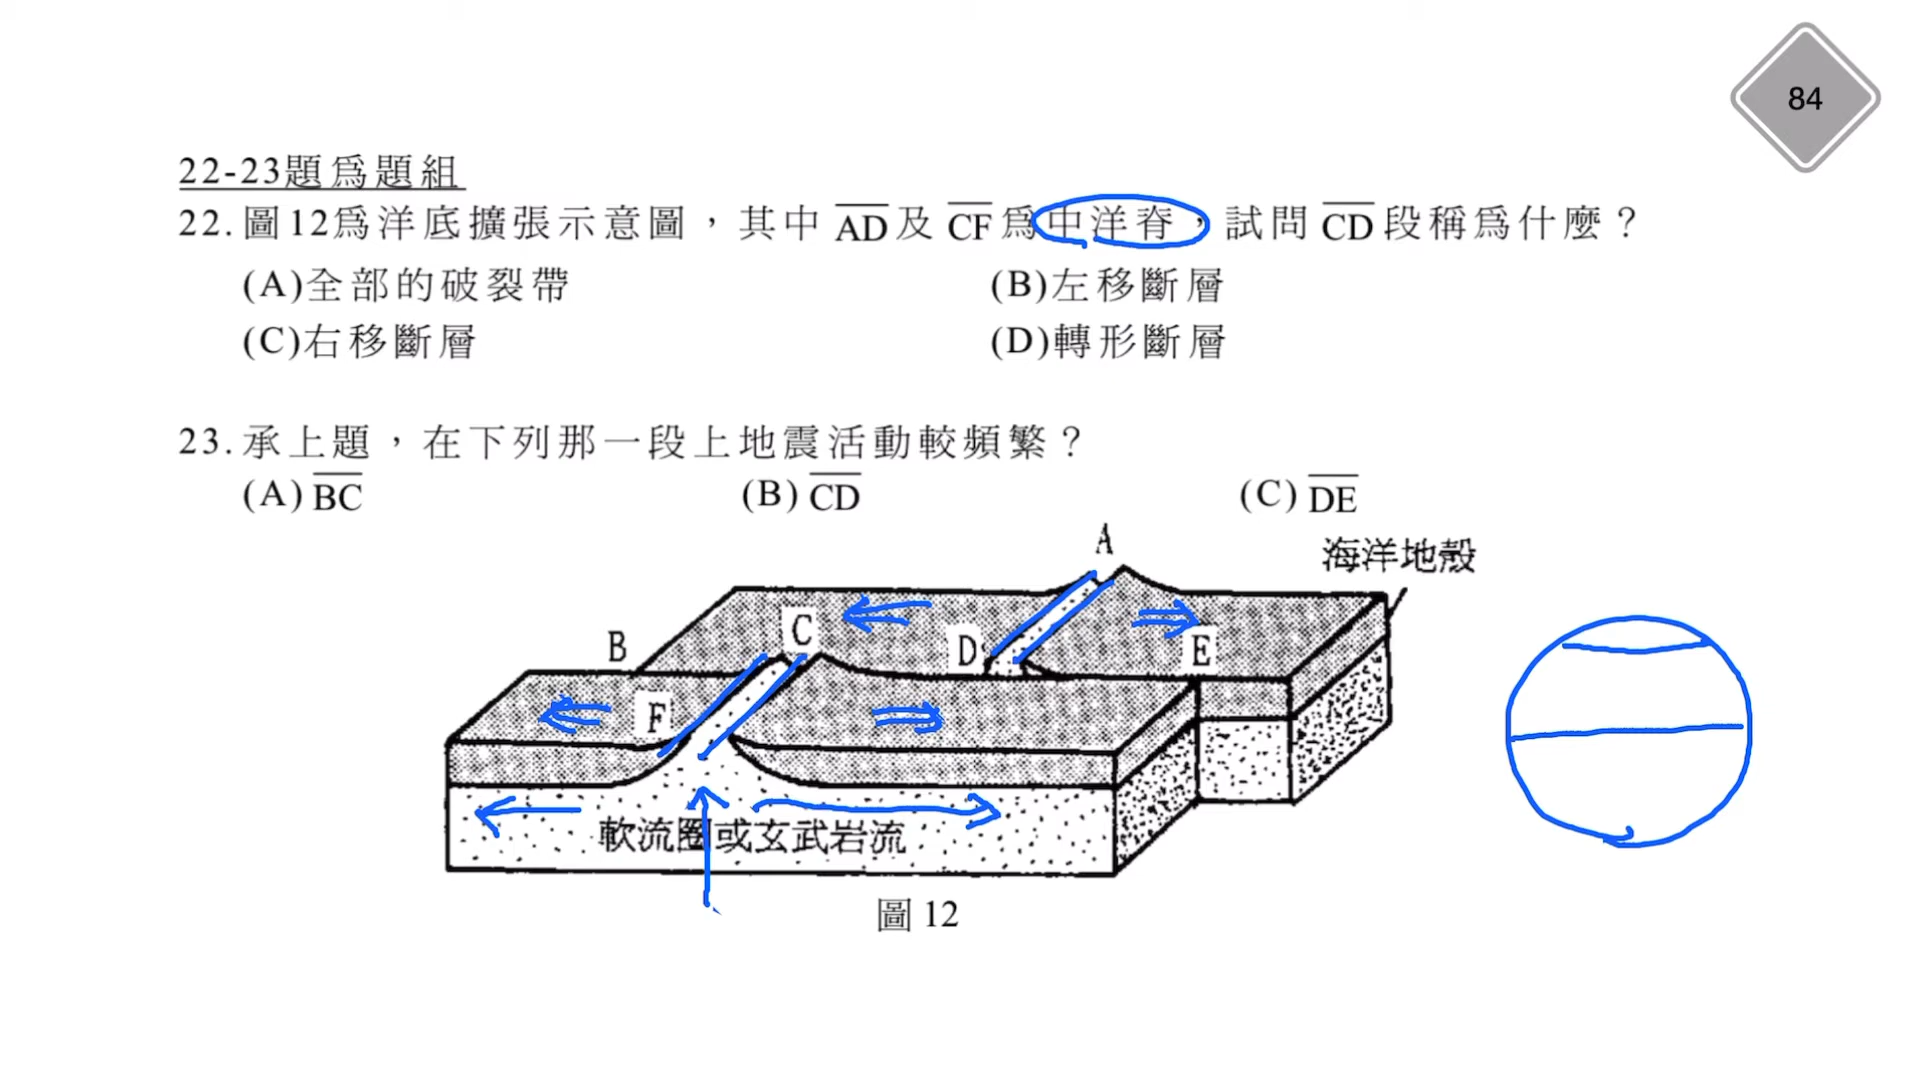 84
22-23題爲題組
22.圖12爲洋底擴張示意圖，其中AD及CF爲中洋脊，試問CD段稱爲什麼？
(A)全部的破裂帶 (B)左移斷層
(C)右移斷層 (D)轉形斷層
23.承上題，在下列那一段上地震活動較頻繁？
(A)BC (B)CD (C)DE
A
海洋地殼
B C D E
F
軟流圈或玄武岩流
圖12